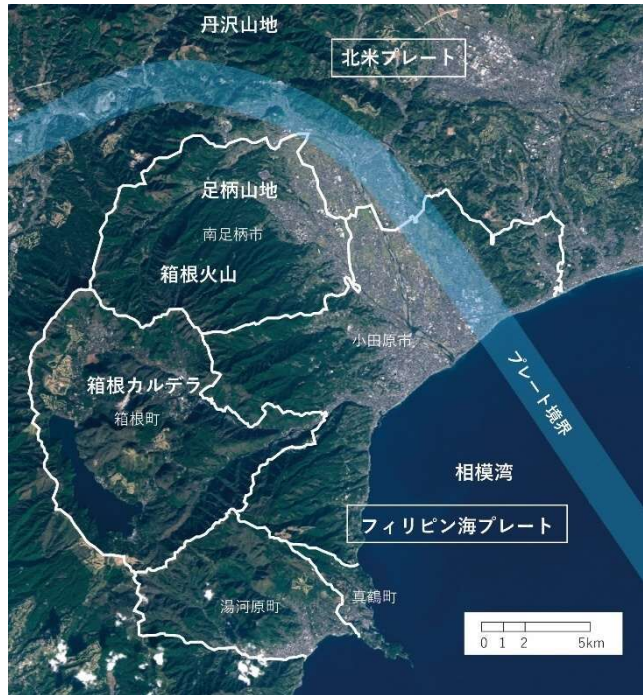 丹沢山地
北米プレート
足柄山地
南足柄市
箱根火山
小田原市
プレート境界
箱根カルデラ
箱根町
相模湾
フィリピン海プレート
真鶴町
湯河原町
0 1 2 5km